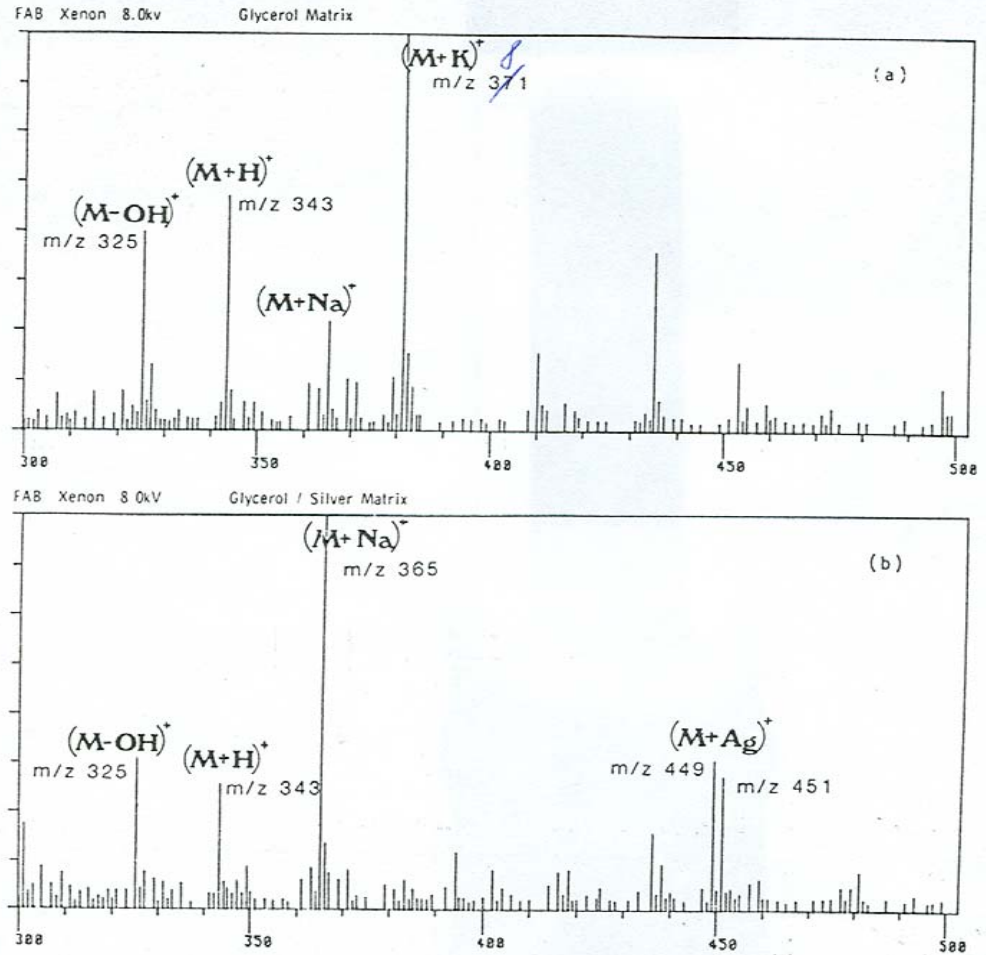 FAB Xenon 8.0kv Glycerol Matrix
(M+K)⁺ 8
m/z 371
(a)
(M+H)⁺
m/z 343
(M-OH)⁺
m/z 325
(M+Na)⁺
300 350 400 450 500
FAB Xenon 8.0kV Glycerol / Silver Matrix
(M+Na)⁺
m/z 365
(b)
(M-OH)⁺
m/z 325
(M+H)⁺
m/z 343
(M+Ag)⁺
m/z 449
m/z 451
300 350 400 450 500